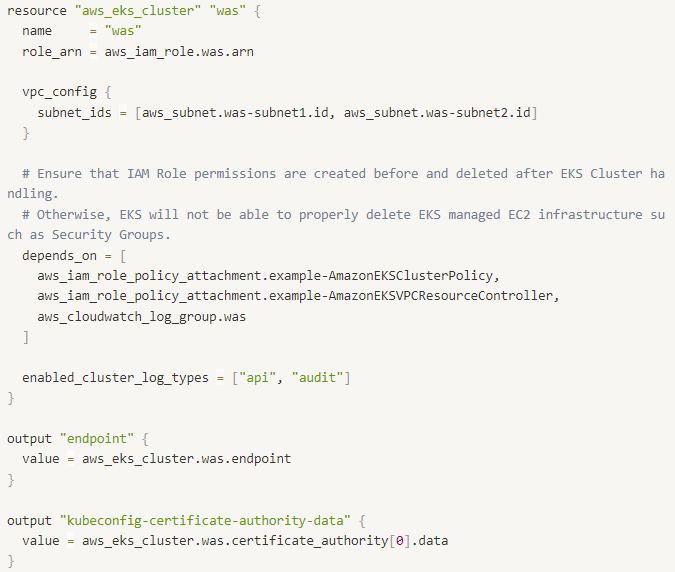 resource "aws_eks_cluster" "was" {
  name     = "was"
  role_arn = aws_iam_role.was.arn

  vpc_config {
    subnet_ids = [aws_subnet.was-subnet1.id, aws_subnet.was-subnet2.id]
  }

  # Ensure that IAM Role permissions are created before and deleted after EKS Cluster ha
ndling.
  # Otherwise, EKS will not be able to properly delete EKS managed EC2 infrastructure su
ch as Security Groups.
  depends_on = [
    aws_iam_role_policy_attachment.example-AmazonEKSClusterPolicy,
    aws_iam_role_policy_attachment.example-AmazonEKSVPCResourceController,
    aws_cloudwatch_log_group.was
  ]

  enabled_cluster_log_types = ["api", "audit"]
}

output "endpoint" {
  value = aws_eks_cluster.was.endpoint
}

output "kubeconfig-certificate-authority-data" {
  value = aws_eks_cluster.was.certificate_authority[0].data
}